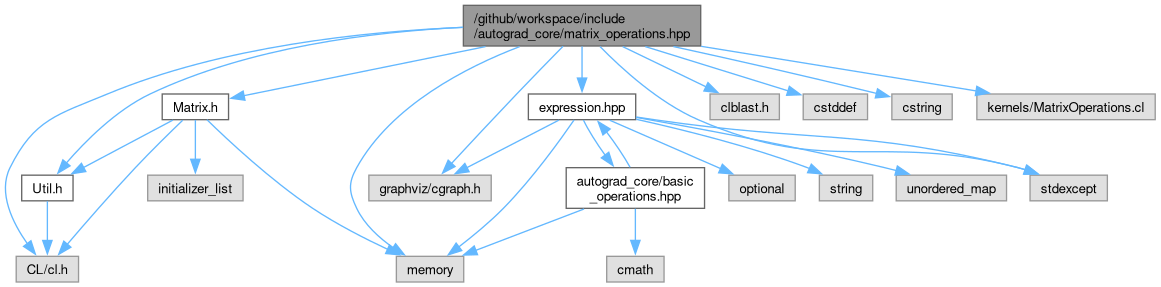 /github/workspace/include
/autograd_core/matrix_operations.hpp
Matrix.h
expression.hpp
clblast.h
cstddef
cstring
kernels/MatrixOperations.cl
Util.h
initializer_list
graphviz/cgraph.h
autograd_core/basic
_operations.hpp
optional
string
unordered_map
stdexcept
CL/cl.h
memory
cmath